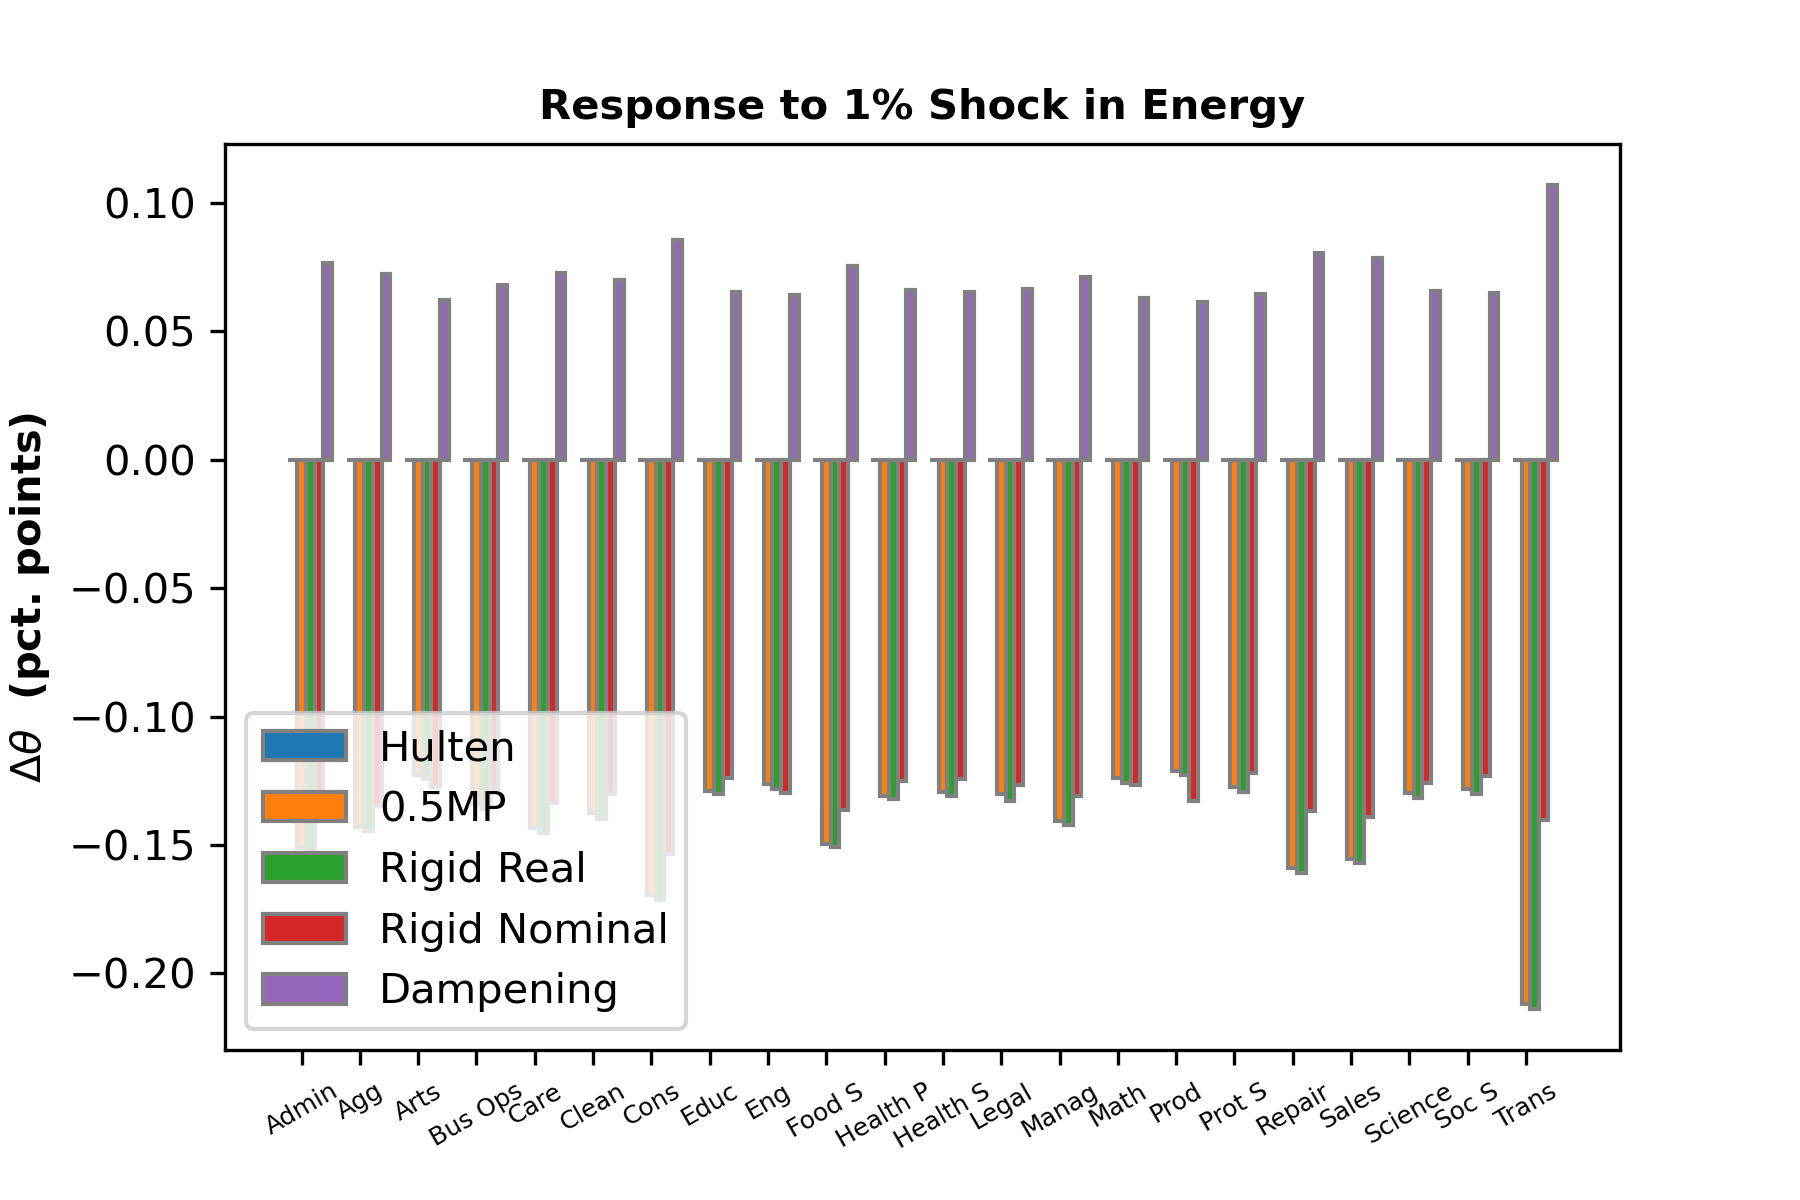 Response to 1% Shock in Energy
Δθ (pct. points)
0.10
0.05
0.00
−0.05
−0.10
−0.15
−0.20
Hulten
0.5MP
Rigid Real
Rigid Nominal
Dampening
Admin
Agg
Arts
Bus Ops
Care
Clean
Cons
Educ
Eng
Food S
Health P
Health S
Legal
Manag
Math
Prod
Prot S
Repair
Sales
Science
Soc S
Trans